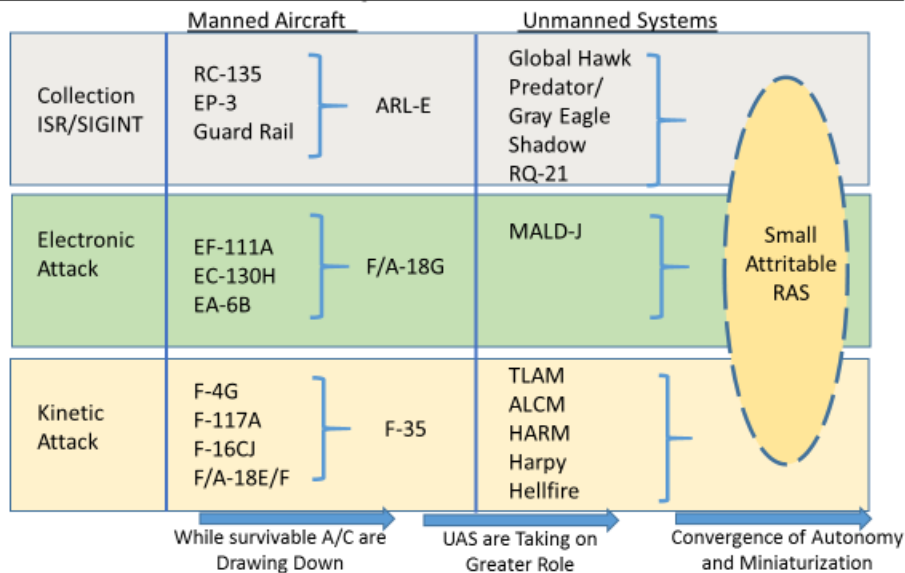 Manned Aircraft
Unmanned Systems
Collection
ISR/SIGINT
RC-135
EP-3
Guard Rail
ARL-E
Global Hawk
Predator/
Gray Eagle
Shadow
RQ-21
Electronic
Attack
EF-111A
EC-130H
EA-6B
F/A-18G
MALD-J
Small
Attritable
RAS
Kinetic
Attack
F-4G
F-117A
F-16CJ
F/A-18E/F
F-35
TLAM
ALCM
HARM
Harpy
Hellfire
While survivable A/C are
Drawing Down
UAS are Taking on
Greater Role
Convergence of Autonomy
and Miniaturization